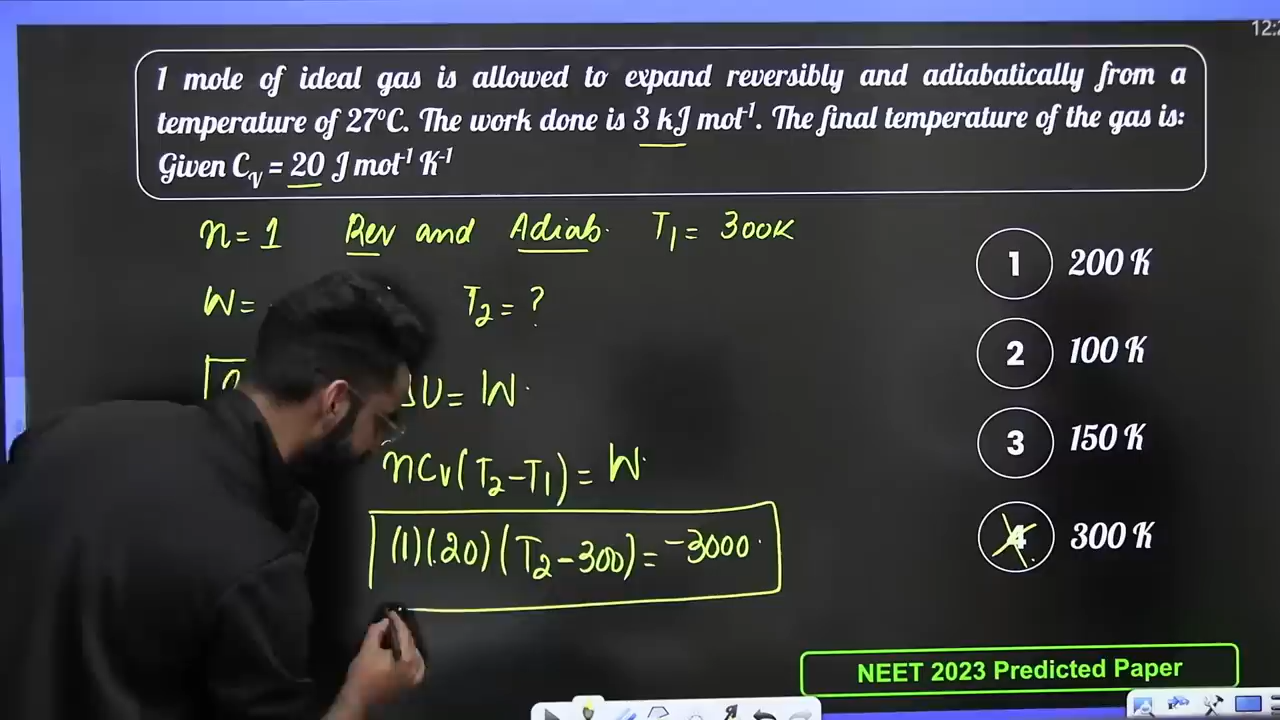 12:2
1 mole of ideal gas is allowed to expand reversibly and adiabatically from a
temperature of 27°C. The work done is 3 kJ mol⁻¹. The final temperature of the gas is:
Given Cᵥ = 20 J mol⁻¹ K⁻¹
n = 1 Rev and Adiab. T₁ = 300K
W = T₂ = ?
U = W.
nCv(T₂-T₁) = W.
(1)(20)(T₂-300) = -3000.
1 200 K
2 100 K
3 150 K
4 300 K
NEET 2023 Predicted Paper